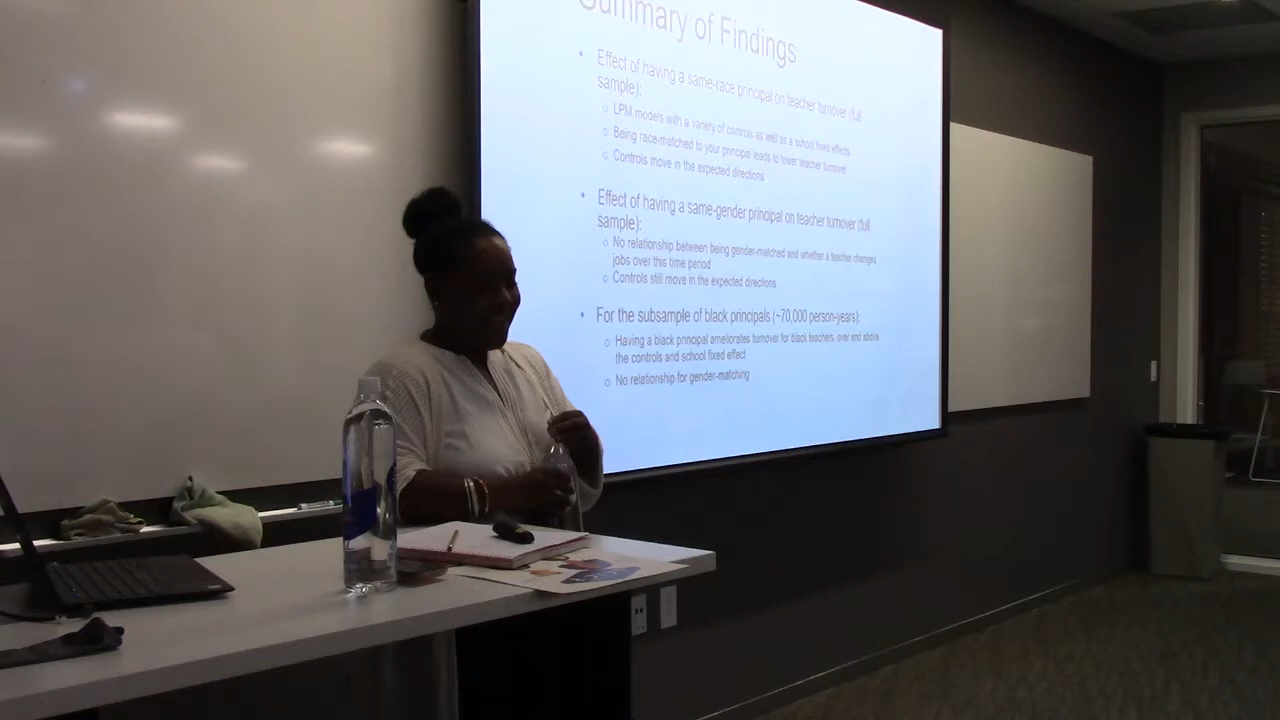 Summary of Findings
• Effect of having a same-race principal on teacher turnover (full
sample):
o LPM models with a variety of controls as well as a school fixed effects
o Being race-matched to your principal leads to lower teacher turnover
o Controls move in the expected directions
• Effect of having a same-gender principal on teacher turnover (full
sample):
o No relationship between being gender-matched and whether a teacher changes
jobs over this time period
o Controls still move in the expected directions
• For the subsample of black principals (~70,000 person-years):
o Having a black principal ameliorates turnover for black teachers, over and above
the controls and school fixed effect
o No relationship for gender-matching